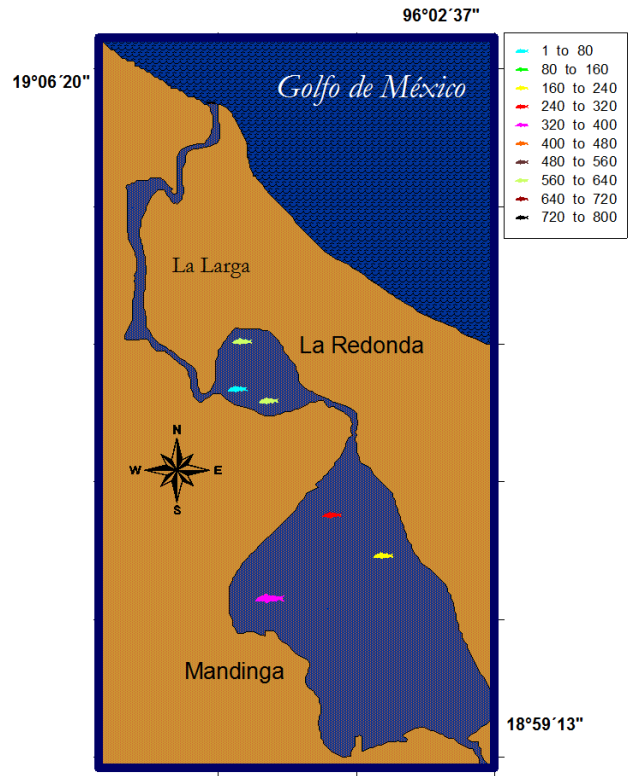 96°02´37"
19°06´20"
Golfo de México
1 to 80
80 to 160
160 to 240
240 to 320
320 to 400
400 to 480
480 to 560
560 to 640
640 to 720
720 to 800
La Larga
La Redonda
N
W E
S
Mandinga
18°59´13"